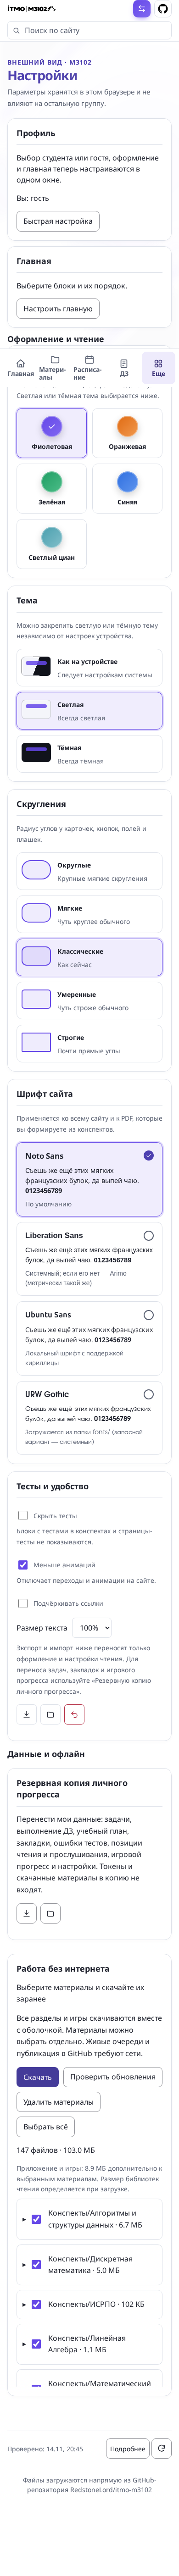 ITMO M3102
Поиск по сайту
ВНЕШНИЙ ВИД · M3102
Настройки
Параметры хранятся в этом браузере и не
влияют на остальную группу.
Профиль
Выбор студента или гостя, оформление
и главная теперь настраиваются в
одном окне.
Вы: гость
Быстрая настройка
Главная
Выберите блоки и их порядок.
Настроить главную
Оформление и чтение
Главная
Матери-
алы
Расписа-
ние
ДЗ
Еще
Светлая или тёмная тема выбирается ниже.
Фиолетовая
Оранжевая
Зелёная
Синяя
Светлый циан
Тема
Можно закрепить светлую или тёмную тему
независимо от настроек устройства.
Как на устройстве
Следует настройкам системы
Светлая
Всегда светлая
Тёмная
Всегда тёмная
Скругления
Радиус углов у карточек, кнопок, полей и
плашек.
Округлые
Крупные мягкие скругления
Мягкие
Чуть круглее обычного
Классические
Как сейчас
Умеренные
Чуть строже обычного
Строгие
Почти прямые углы
Шрифт сайта
Применяется ко всему сайту и к PDF, которые
вы формируете из конспектов.
Noto Sans
Съешь же ещё этих мягких
французских булок, да выпей чаю.
0123456789
По умолчанию
Liberation Sans
Съешь же ещё этих мягких французских
булок, да выпей чаю. 0123456789
Системный; если его нет — Arimo
(метрически такой же)
Ubuntu Sans
Съешь же ещё этих мягких французских
булок, да выпей чаю. 0123456789
Локальный шрифт с поддержкой
кириллицы
URW Gothic
Съешь же ещё этих мягких французских
булок, да выпей чаю. 0123456789
Загружается из папки fonts/ (запасной
вариант — системный)
Тесты и удобство
Скрыть тесты
Блоки с тестами в конспектах и страницы-
тесты не показываются.
Меньше анимаций
Отключает переходы и анимации на сайте.
Подчёркивать ссылки
Размер текста
100%
Экспорт и импорт ниже переносят только
оформление и настройки чтения. Для
переноса задач, закладок и игрового
прогресса используйте «Резервную копию
личного прогресса».
Данные и офлайн
Резервная копия личного
прогресса
Перенести мои данные: задачи,
выполнение ДЗ, учебный план,
закладки, ошибки тестов, позиции
чтения и прослушивания, игровой
прогресс и настройки. Токены и
скачанные материалы в копию не
входят.
Работа без интернета
Выберите материалы и скачайте их
заранее
Все разделы и игры скачиваются вместе
с оболочкой. Материалы можно
выбрать отдельно. Живые очереди и
публикация в GitHub требуют сети.
Скачать
Проверить обновления
Удалить материалы
Выбрать всё
147 файлов · 103.0 МБ
Приложение и игры: 8.9 МБ дополнительно к
выбранным материалам. Размер библиотек
чтения определяется при загрузке.
Конспекты/Алгоритмы и
структуры данных · 6.7 МБ
Конспекты/Дискретная
математика · 5.0 МБ
Конспекты/ИСРПО · 102 КБ
Конспекты/Линейная
Алгебра · 1.1 МБ
Конспекты/Математический
Проверено: 14.11, 20:45
Подробнее
Файлы загружаются напрямую из GitHub-
репозитория RedstoneLord/itmo-m3102